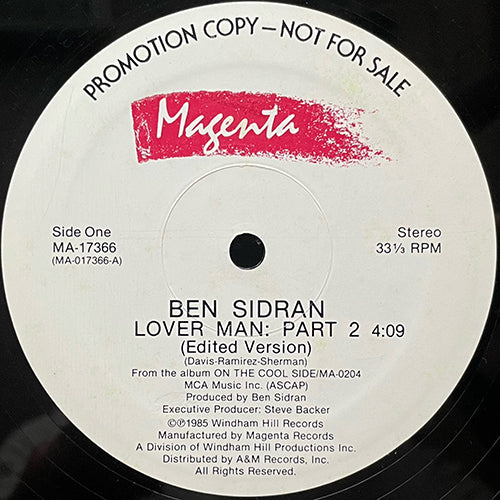 PROMOTION COPY – NOT FOR SALE
Magenta
Side One
MA-17366
(MA-017366-A)
Stereo
33⅓ RPM
BEN SIDRAN
LOVER MAN: PART 2 4:09
(Edited Version)
(Davis-Ramirez-Sherman)
From the album ON THE COOL SIDE/MA-0204
MCA Music Inc. (ASCAP)
Produced by Ben Sidran
Executive Producer: Steve Backer
©℗1985 Windham Hill Records
Manufactured by Magenta Records
A Division of Windham Hill Productions Inc.
Distributed by A&M Records, Inc.
All Rights Reserved.